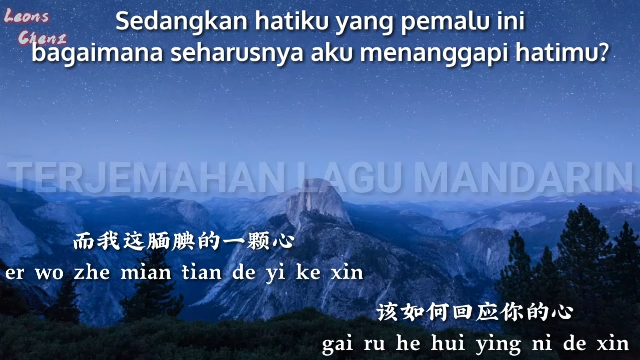 Leons
Chenz
Sedangkan hatiku yang pemalu ini
bagaimana seharusnya aku menanggapi hatimu?
TERJEMAHAN LAGU MANDARIN
而我这腼腆的一颗心
er wo zhe mian tian de yi ke xin
该如何回应你的心
gai ru he hui ying ni de xin